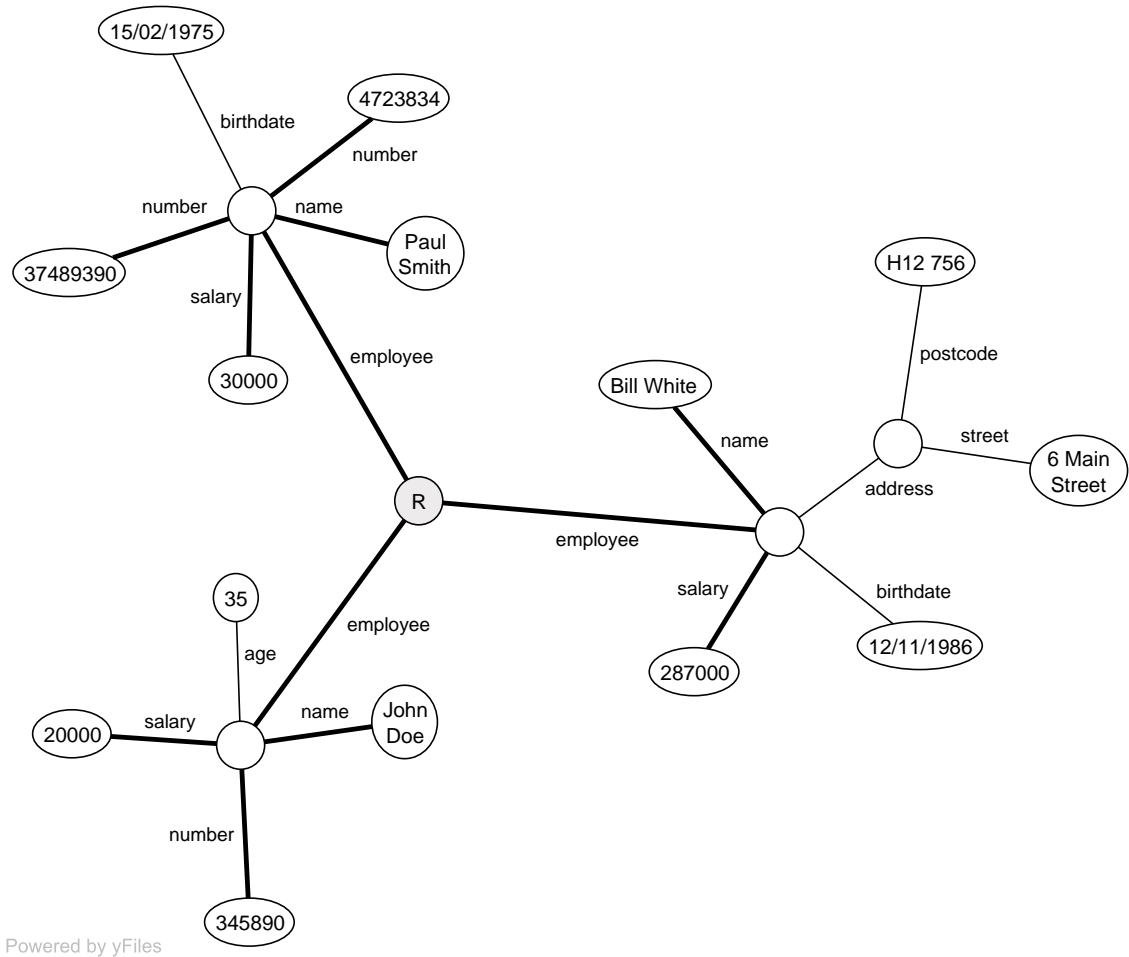 15/02/1975
4723834
birthdate
number
number
name
Paul
Smith
37489390
salary
employee
30000
H12 756
postcode
Bill White
name
street
6 Main
Street
address
R
employee
salary
birthdate
12/11/1986
287000
35
employee
age
salary
name
John
Doe
20000
number
345890
Powered by yFiles